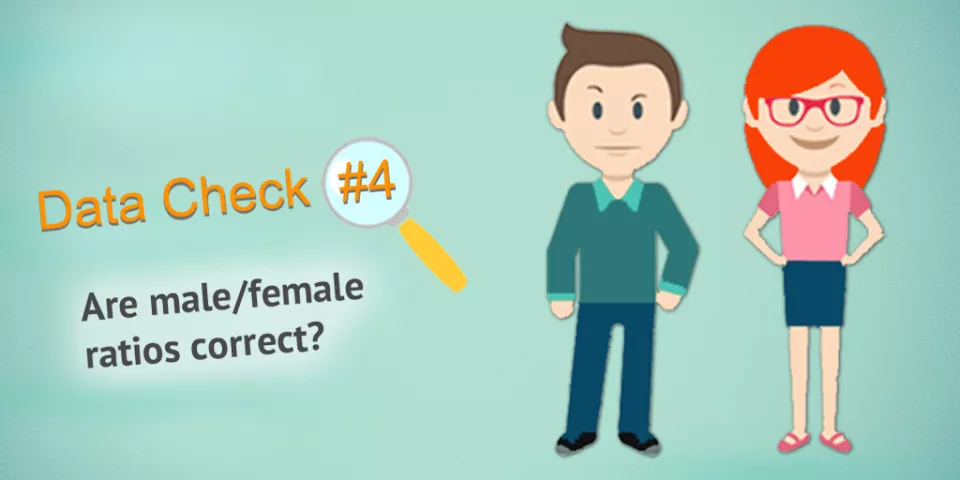 Data Check #4
Are male/female
ratios correct?